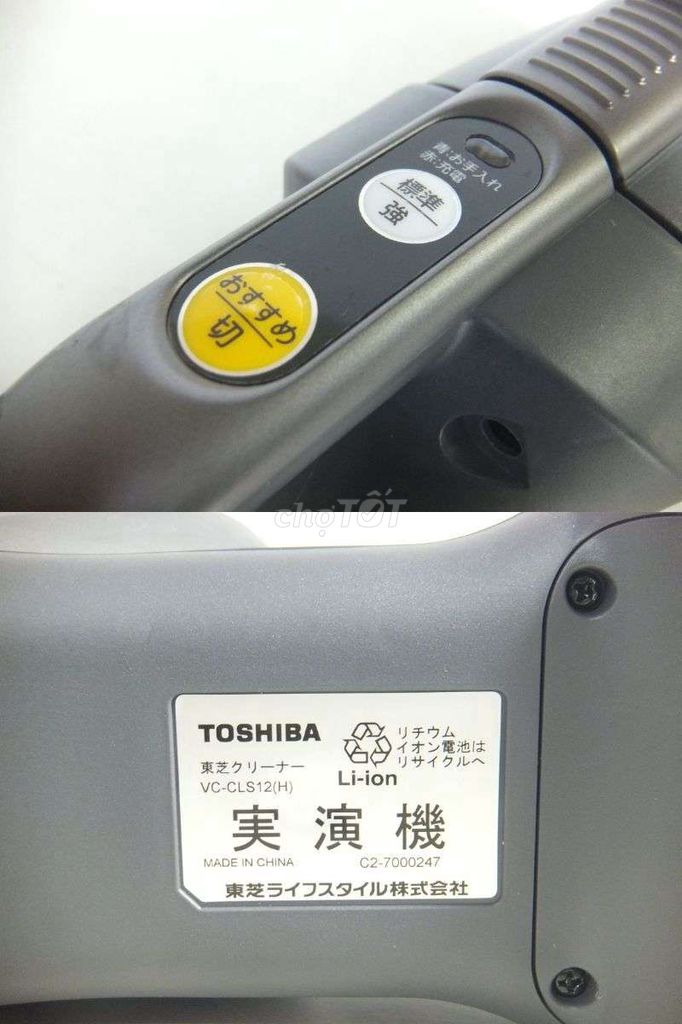 青:お手入れ
赤:充電
標準
強
おすすめ
切
chợTỐT
TOSHIBA
東芝クリーナー
VC-CLS12(H)
Li-ion
リチウム
イオン電池は
リサイクルへ
実演機
MADE IN CHINA
C2-7000247
東芝ライフスタイル株式会社